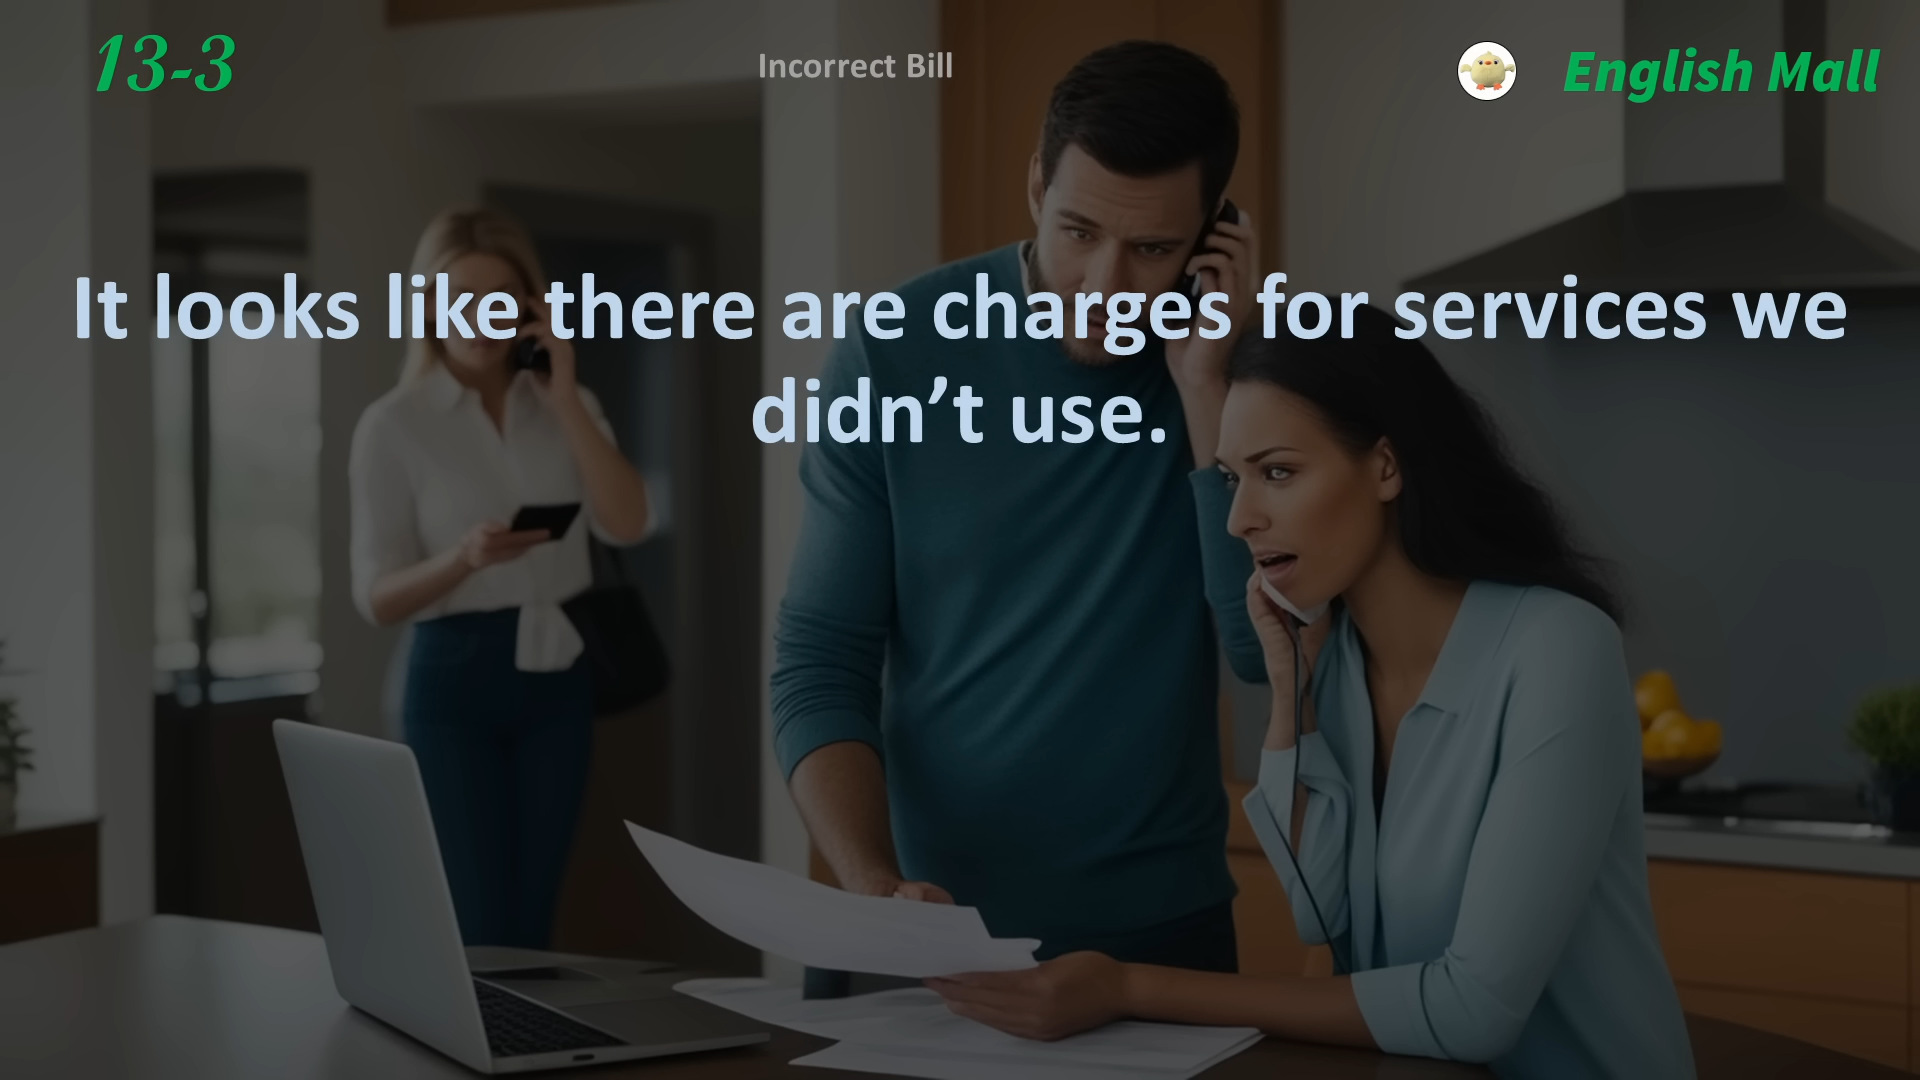 13-3
Incorrect Bill
English Mall
It looks like there are charges for services we
didn’t use.